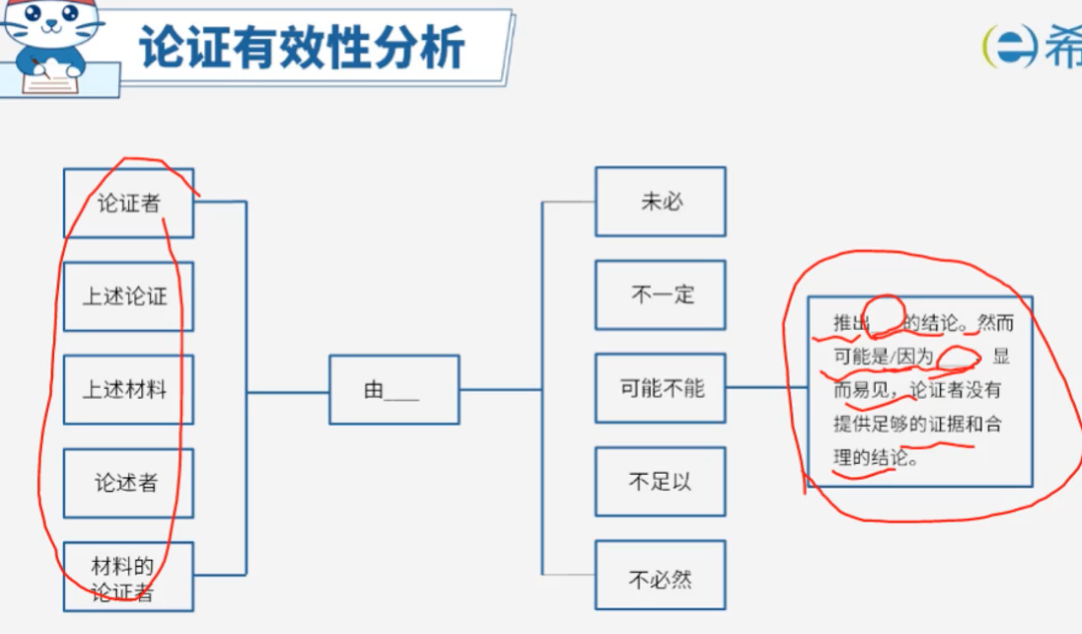 论证有效性分析
希
论证者
上述论证
上述材料
论述者
材料的
论证者
由___
未必
不一定
可能不能
不足以
不必然
推出___的结论。然而
可能是/因为___，显
而易见，论证者没有
提供足够的证据和合
理的结论。